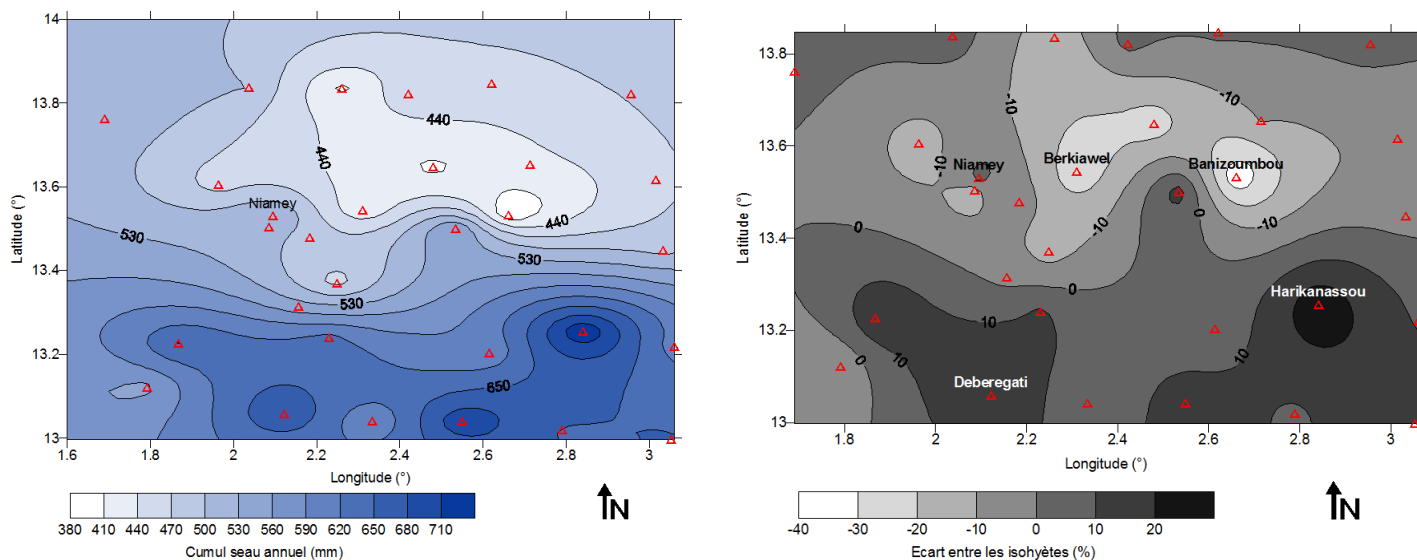 14
13.8
13.6
13.4
13.2
13
Latitude (°)
440
440
440
530
530
530
650
Niamey
1.6
1.8
2
2.2
2.4
2.6
2.8
3
Longitude (°)
N
380 410 440 470 500 530 560 590 620 650 680 710
Cumul seau annuel (mm)
13.8
13.6
13.4
13.2
13
Latitude (°)
-10
-10
-10
-10
-10
0
0
0
0
10
10
10
Niamey
Berkiawel
Banizoumbou
Harikanassou
Deberegati
1.8
2
2.2
2.4
2.6
2.8
3
Longitude (°)
N
-40 -30 -20 -10 0 10 20
Ecart entre les isohyètes (%)